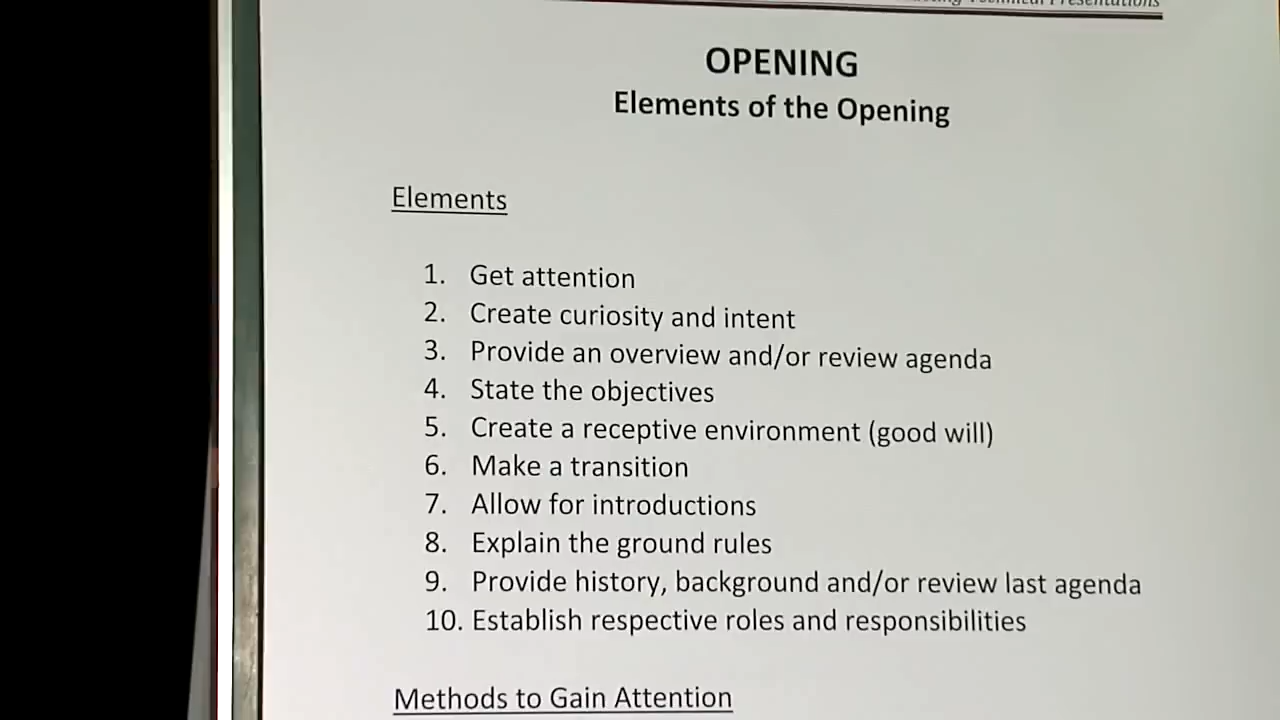 Technical Presentations
OPENING
Elements of the Opening
Elements
1. Get attention
2. Create curiosity and intent
3. Provide an overview and/or review agenda
4. State the objectives
5. Create a receptive environment (good will)
6. Make a transition
7. Allow for introductions
8. Explain the ground rules
9. Provide history, background and/or review last agenda
10. Establish respective roles and responsibilities
Methods to Gain Attention